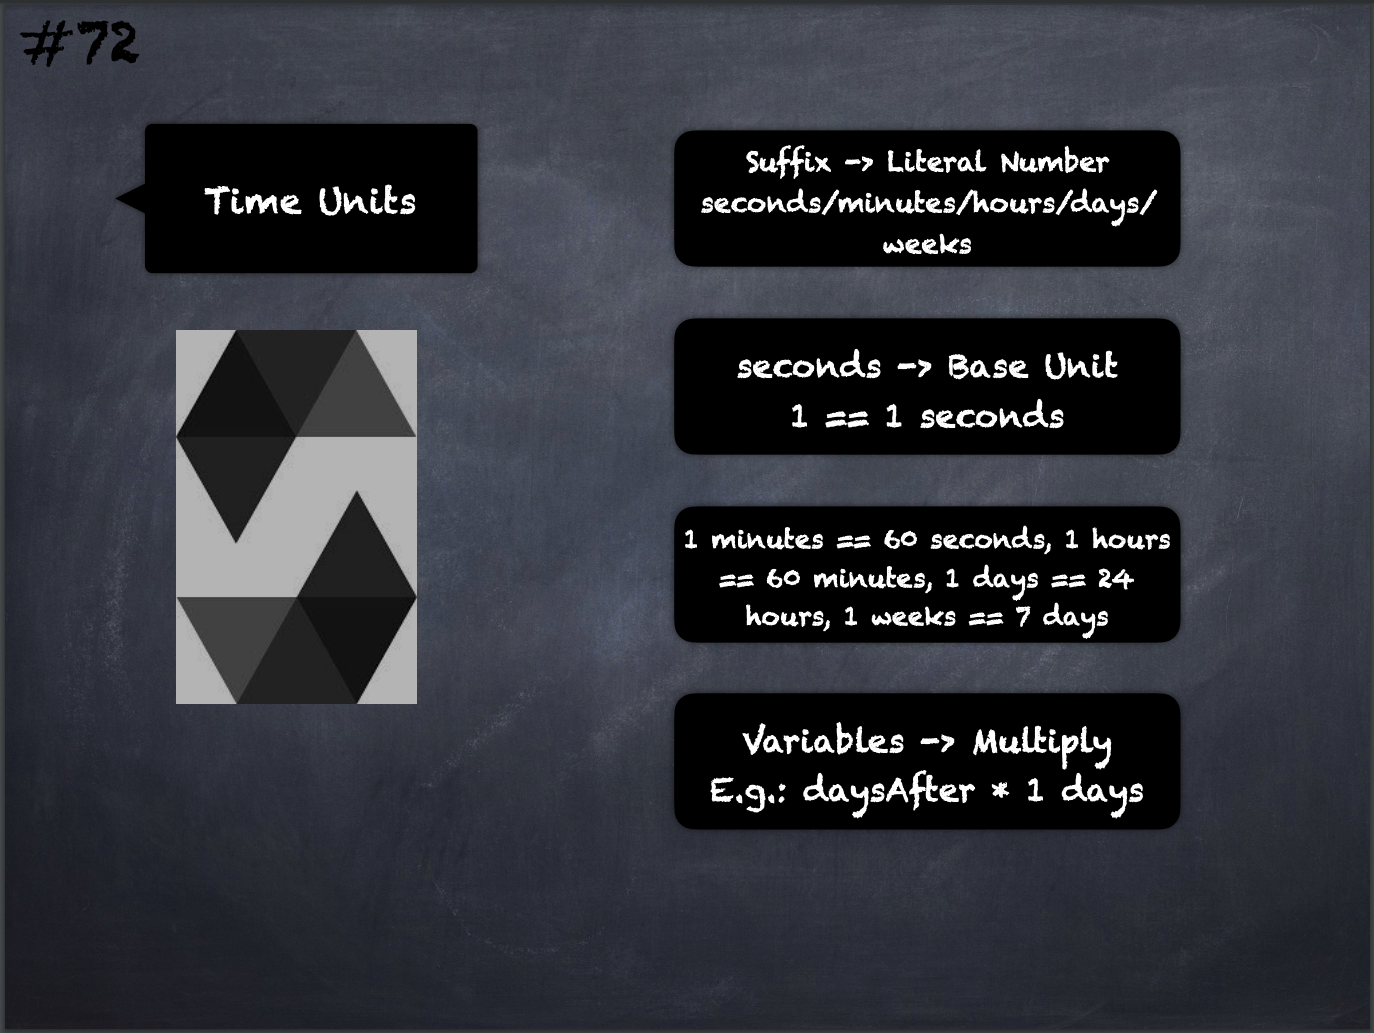 #72
Time Units
Suffix -> Literal Number
seconds/minutes/hours/days/
weeks
seconds -> Base Unit
1 == 1 seconds
1 minutes == 60 seconds, 1 hours
== 60 minutes, 1 days == 24
hours, 1 weeks == 7 days
Variables -> Multiply
E.g.: daysAfter * 1 days